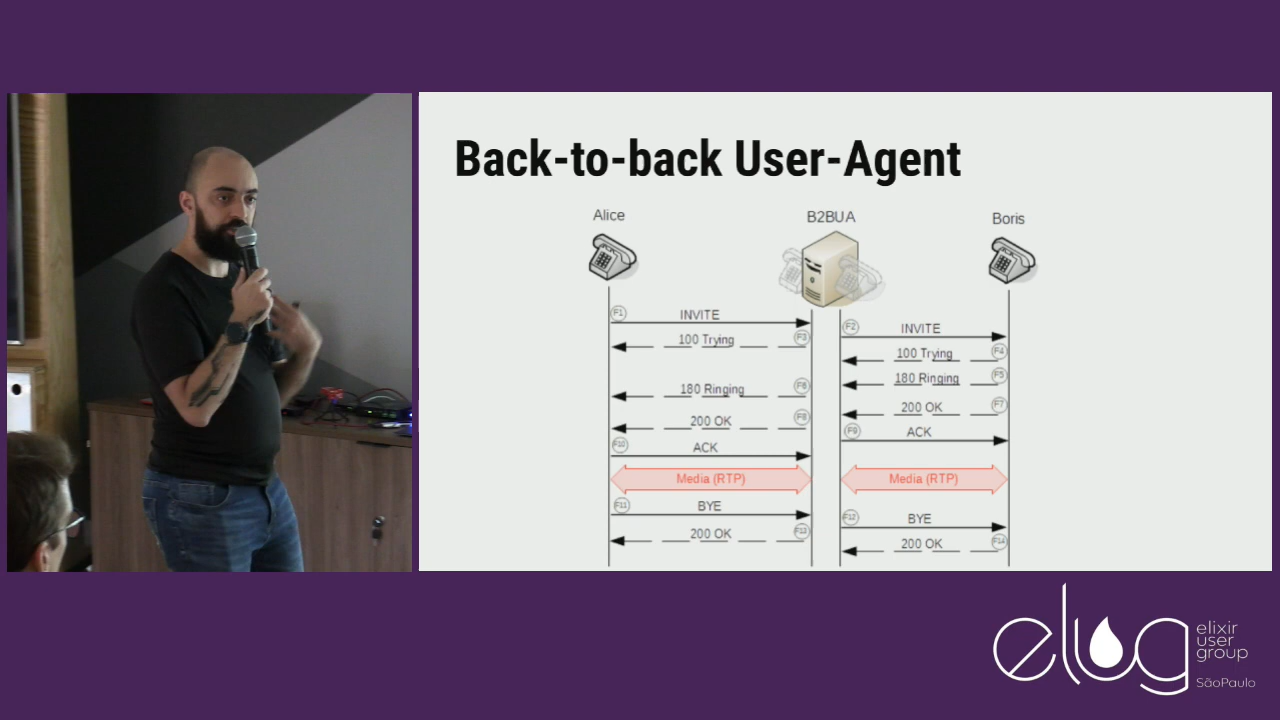 Back-to-back User-Agent
Alice
B2BUA
Boris
F1
INVITE
F2
INVITE
100 Trying
F3
100 Trying
F4
180 Ringing
F5
180 Ringing
F6
200 OK
F7
200 OK
F8
F9
ACK
F10
ACK
Media (RTP)
Media (RTP)
F11
BYE
F12
BYE
200 OK
F13
200 OK
F14
elug
elixir
user
group
SãoPaulo